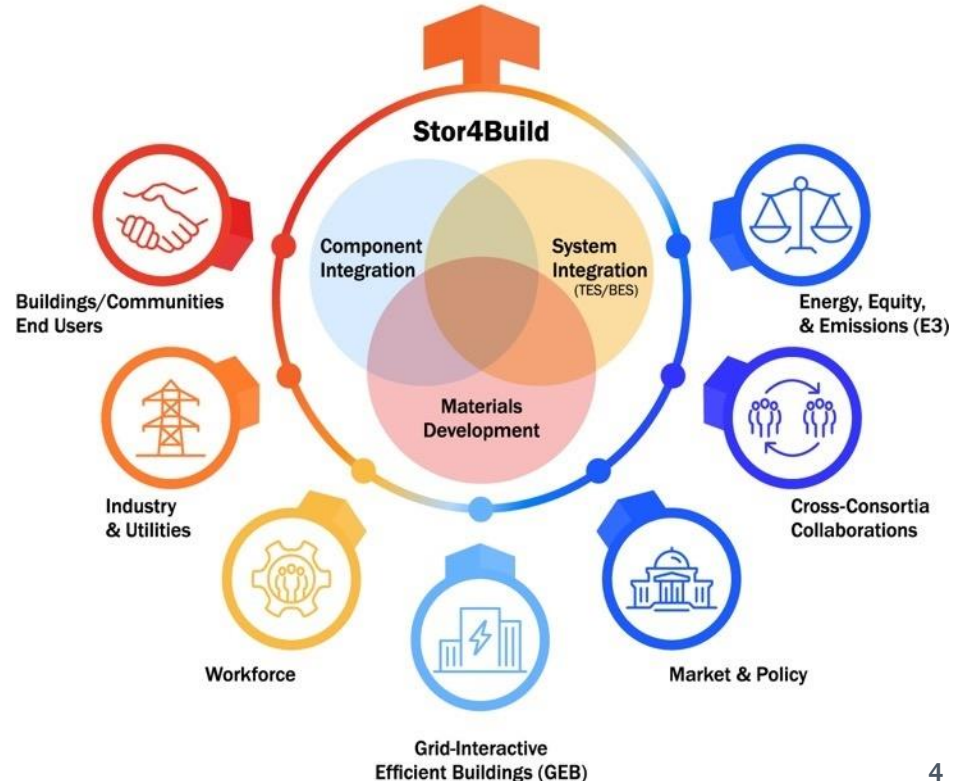 Stor4Build
Component
Integration
System
Integration
(TES/BES)
Materials
Development
Buildings/Communities
End Users
Energy, Equity,
& Emissions (E3)
Industry
& Utilities
Cross-Consortia
Collaborations
Workforce
Market & Policy
Grid-Interactive
Efficient Buildings (GEB)
4